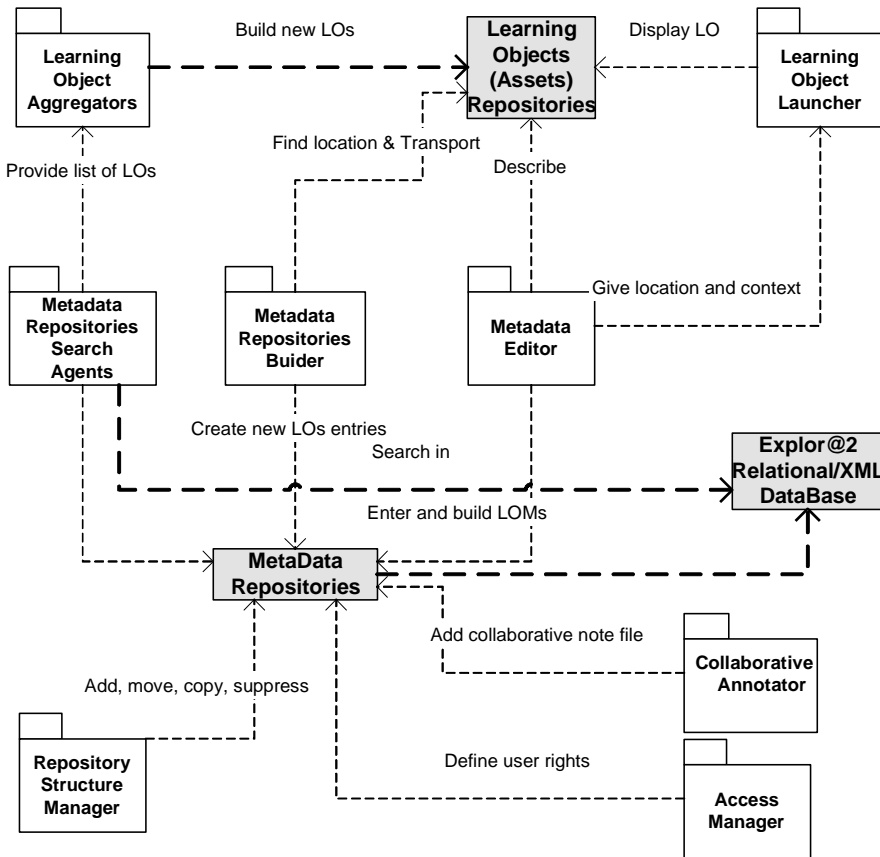 Build new LOs
Learning
Object
Aggregators
Learning
Objects
(Assets)
Repositories
Display LO
Learning
Object
Launcher
Find location & Transport
Provide list of LOs
Describe
Metadata
Repositories
Search
Agents
Metadata
Repositories
Buider
Metadata
Editor
Give location and context
Create new LOs entries
Search in
Explor@2
Relational/XML
DataBase
Enter and build LOMs
MetaData
Repositories
Add collaborative note file
Collaborative
Annotator
Add, move, copy, suppress
Repository
Structure
Manager
Define user rights
Access
Manager